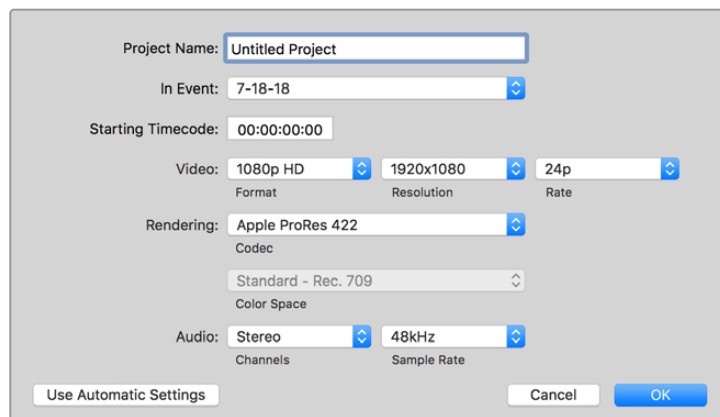 Project Name: Untitled Project
In Event: 7-18-18
Starting Timecode: 00:00:00:00
Video: 1080p HD 1920x1080 24p
Format Resolution Rate
Rendering: Apple ProRes 422
Codec
Standard - Rec. 709
Color Space
Audio: Stereo 48kHz
Channels Sample Rate
Use Automatic Settings Cancel OK